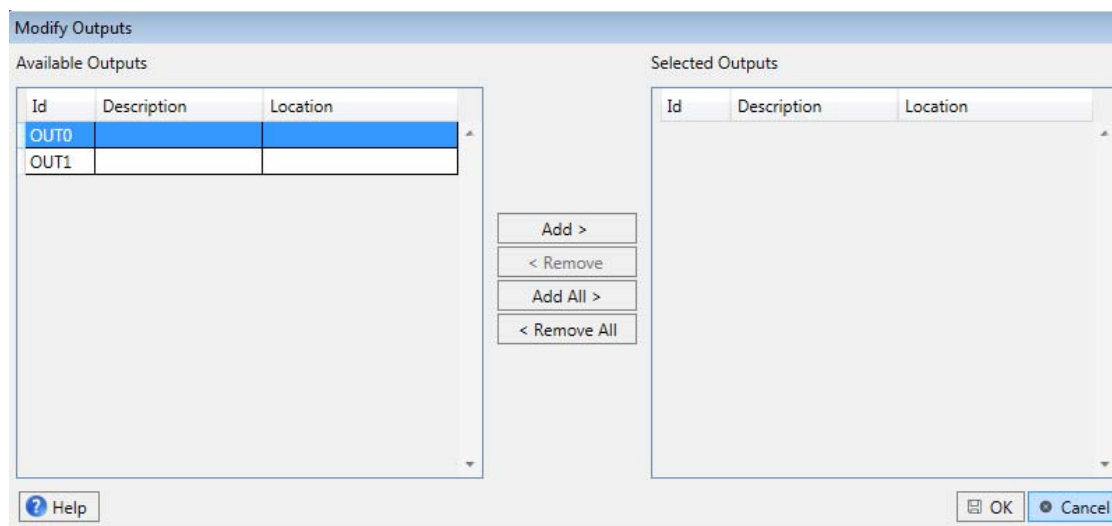 Modify Outputs
Available Outputs
Selected Outputs
Id Description Location
Id Description Location
OUT0
OUT1
Add >
< Remove
Add All >
< Remove All
Help
OK
Cancel